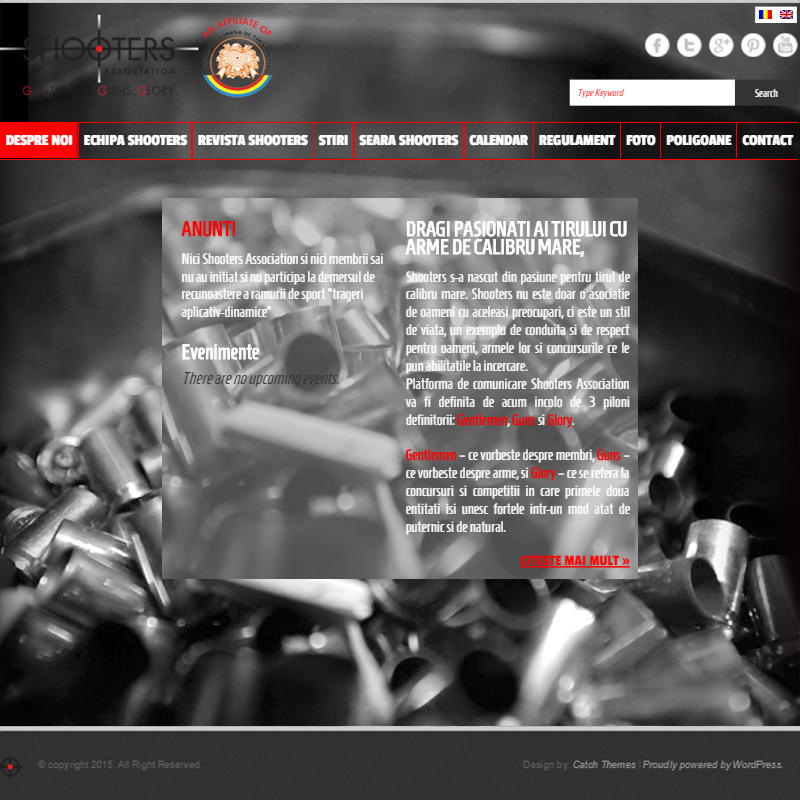 SHOOTERS
ASSOCIATION
GENTLEMEN. GUNS. GLORY.
AN AFFILIATE OF
Type Keyword
Search
DESPRE NOI
ECHIPA SHOOTERS
REVISTA SHOOTERS
STIRI
SEARA SHOOTERS
CALENDAR
REGULAMENT
FOTO
POLIGOANE
CONTACT
ANUNT!
Nici Shooters Association si nici membrii sai
nu au initiat si nu participa la demersul de
recunoastere a ramurii de sport "trageri
aplicativ-dinamice"
Evenimente
There are no upcoming events.
DRAGI PASIONATI AI TIRULUI CU
ARME DE CALIBRU MARE,
Shooters s-a nascut din pasiune pentru tirul de
calibru mare. Shooters nu este doar o asociatie
de oameni cu aceleasi preocupari, ci este un stil
de viata, un exemplu de conduita si de respect
pentru oameni, armele lor si concursurile ce le
pun abilitatile la incercare.
Platforma de comunicare Shooters Association
va fi definita de acum incolo de 3 piloni
definitorii: Gentlemen, Guns si Glory.
Gentlemen – ce vorbeste despre membri, Guns –
ce vorbeste despre arme, si Glory – ce se refera la
concursuri si competitii in care primele doua
entitati isi unesc fortele intr-un mod atat de
puternic si de natural.
CITESTE MAI MULT »
© copyright 2015. All Right Reserved.
Design by: Catch Themes | Proudly powered by WordPress.